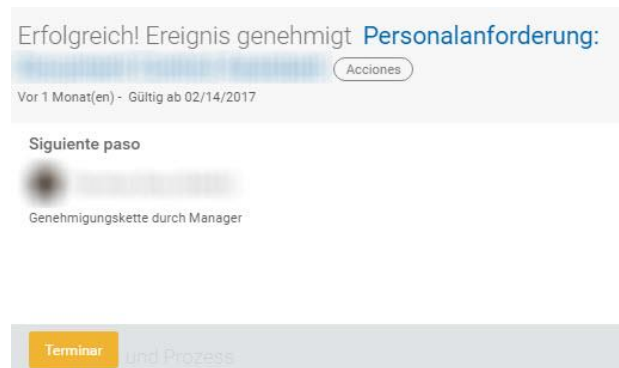 Erfolgreich! Ereignis genehmigt Personalanforderung:
Acciones
Vor 1 Monat(en) - Gültig ab 02/14/2017
Siguiente paso
Genehmigungskette durch Manager
Terminar und Prozess